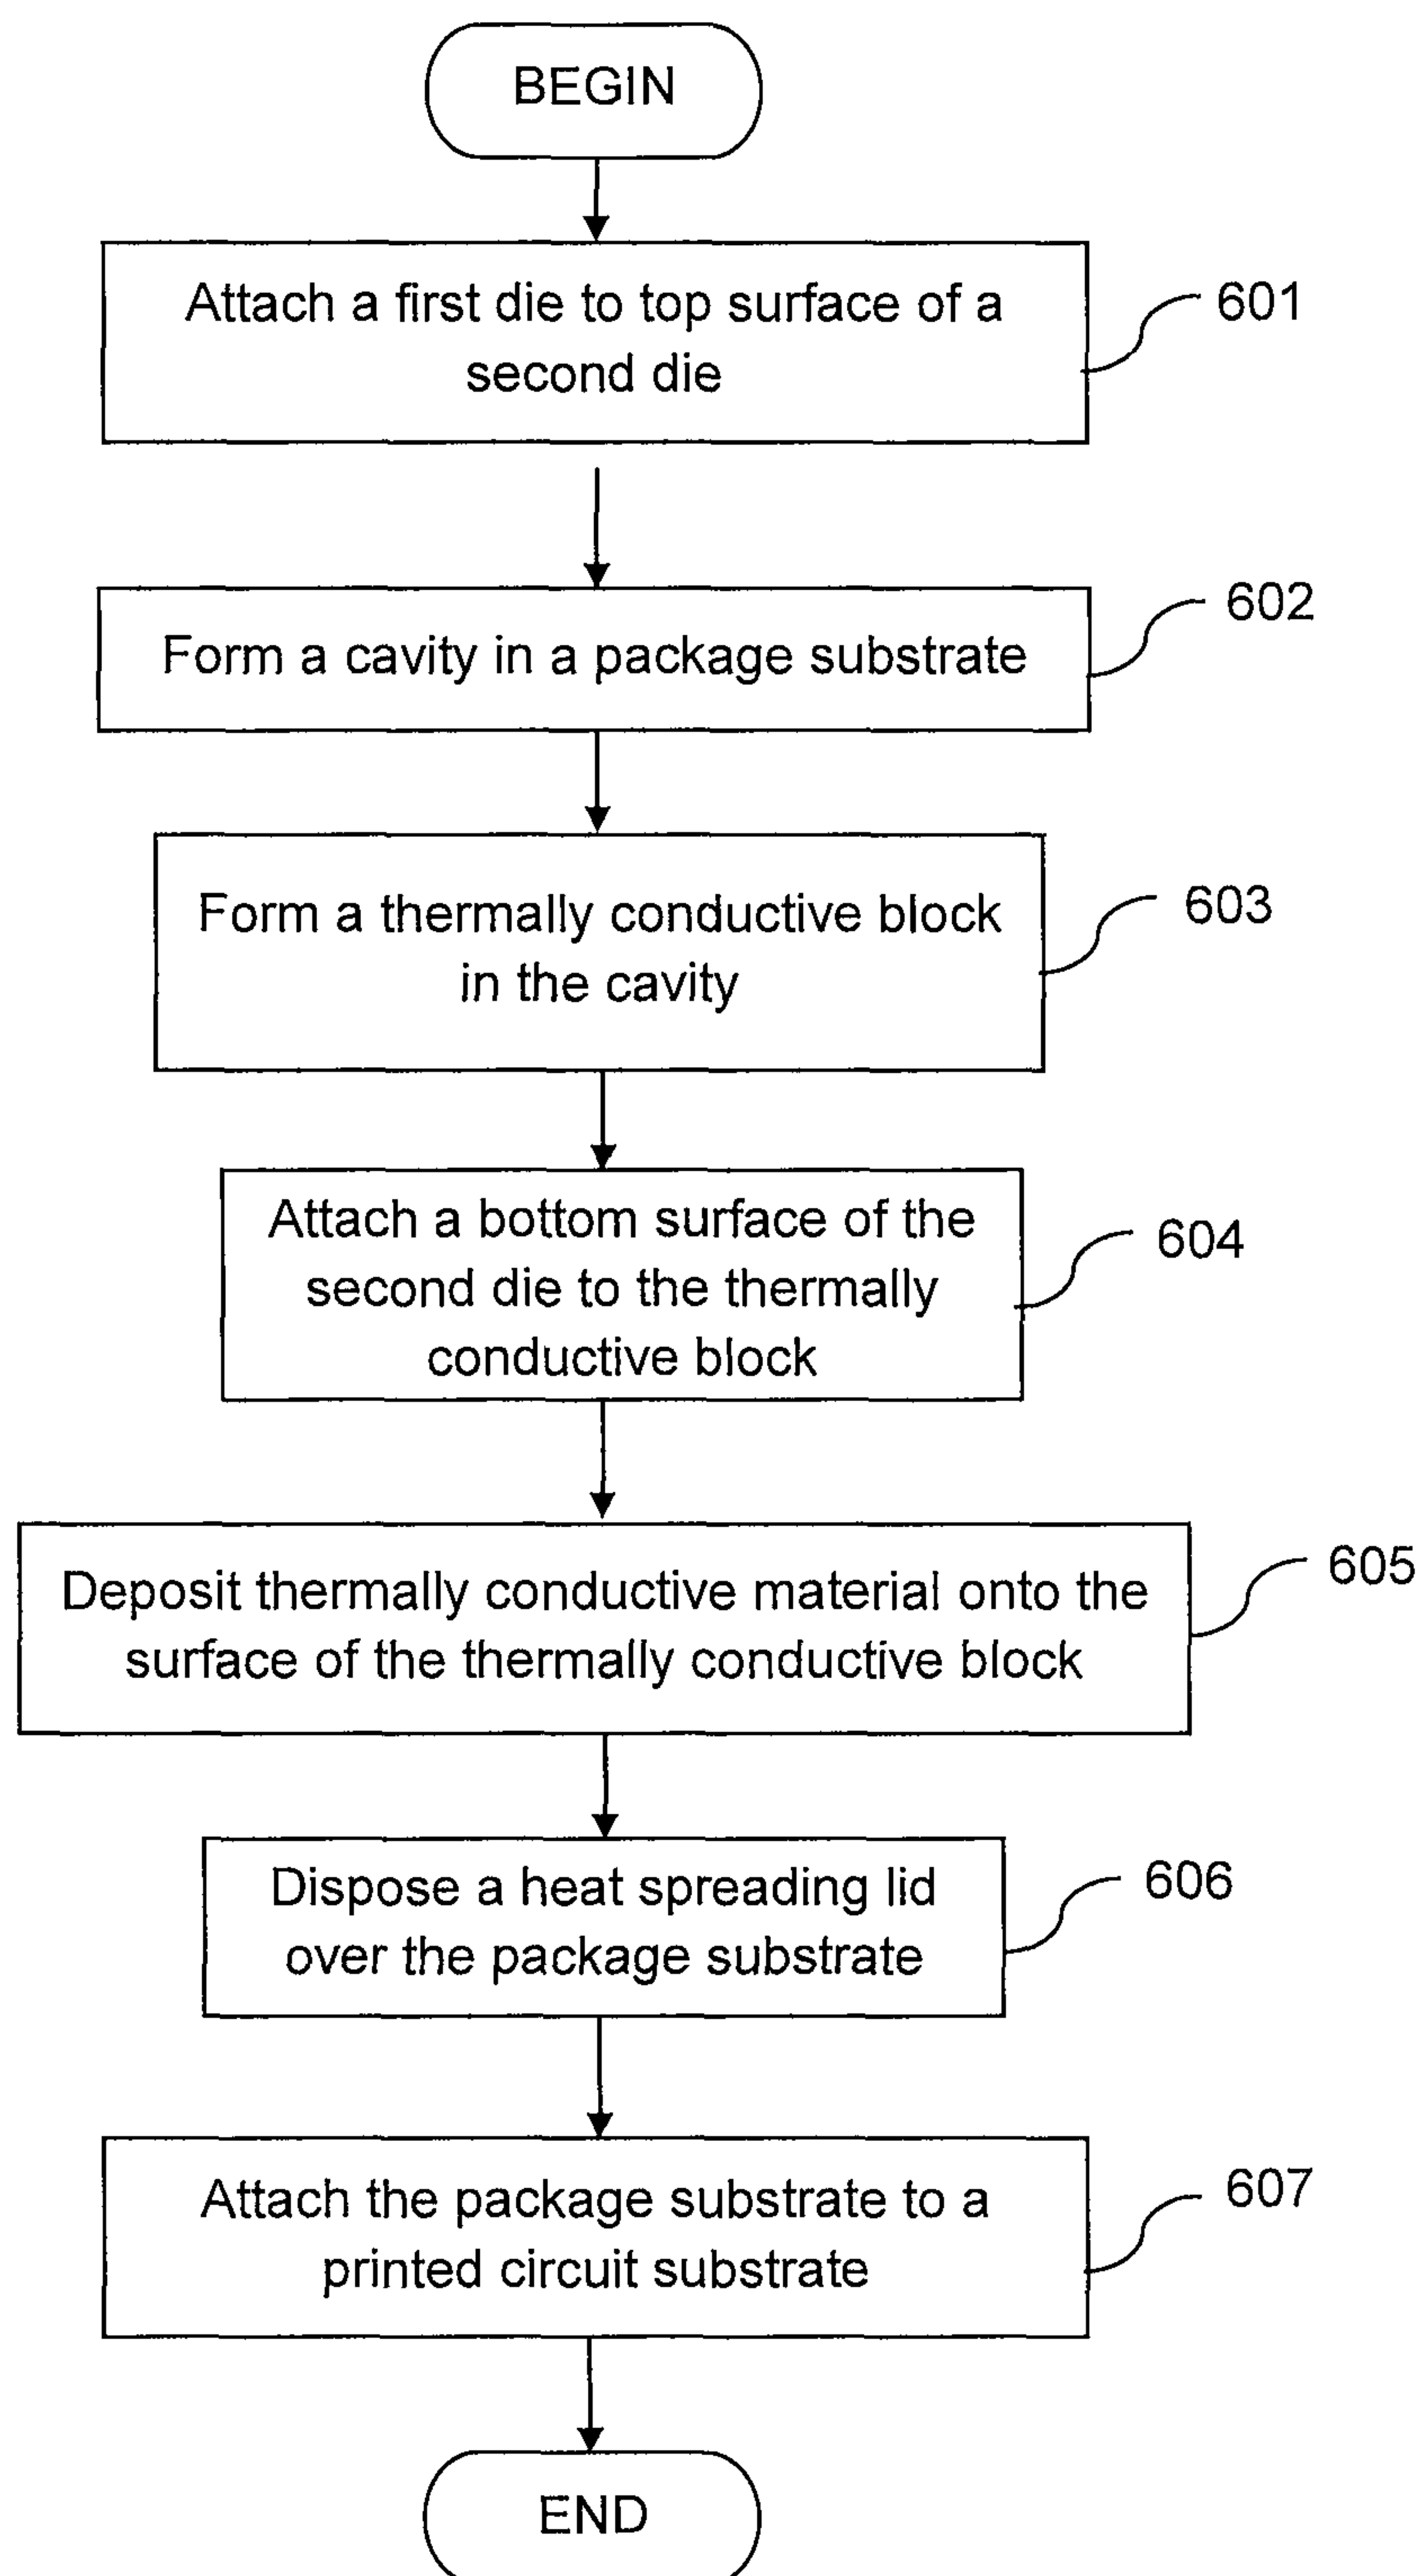 BEGIN
Attach a first die to top surface of a
second die
601
Form a cavity in a package substrate
602
Form a thermally conductive block
in the cavity
603
Attach a bottom surface of the
second die to the thermally
conductive block
604
Deposit thermally conductive material onto the
surface of the thermally conductive block
605
Dispose a heat spreading lid
over the package substrate
606
Attach the package substrate to a
printed circuit substrate
607
END